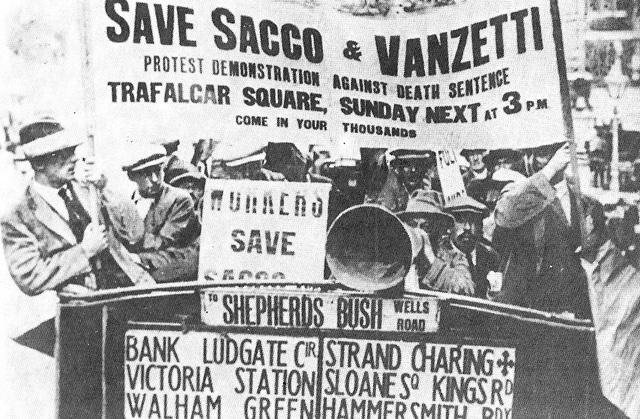 SAVE SACCO & VANZETTI
PROTEST DEMONSTRATION AGAINST DEATH SENTENCE
TRAFALGAR SQUARE, SUNDAY NEXT AT 3 P.M
COME IN YOUR THOUSANDS
WORKERS
SAVE
SACCO
TO SHEPHERDS BUSH WELLS ROAD
BANK LUDGATE CIR STRAND CHARING ✠
VICTORIA STATION SLOANE SQ KINGS RD
WALHAM GREEN HAMMERSMITH BDY